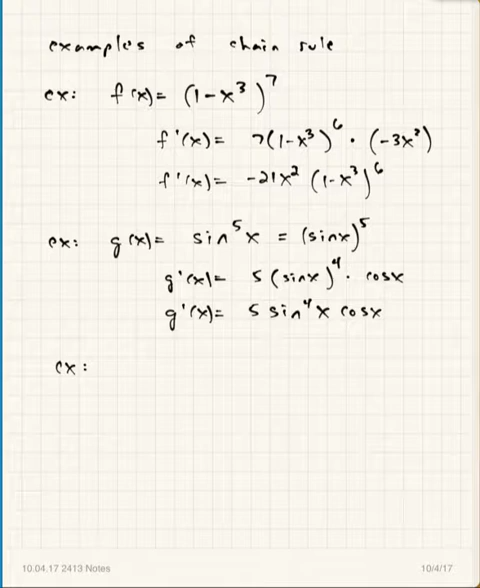 examples of chain rule
ex: f(x)= (1-x³)⁷
f'(x)= 7(1-x³)⁶ · (-3x²)
f'(x)= -21x² (1-x³)⁶
ex: g(x)= sin⁵x = (sinx)⁵
g'(x)= 5(sinx)⁴ · cosx
g'(x)= 5 sin⁴x cosx
ex:
10.04.17 2413 Notes 10/4/17